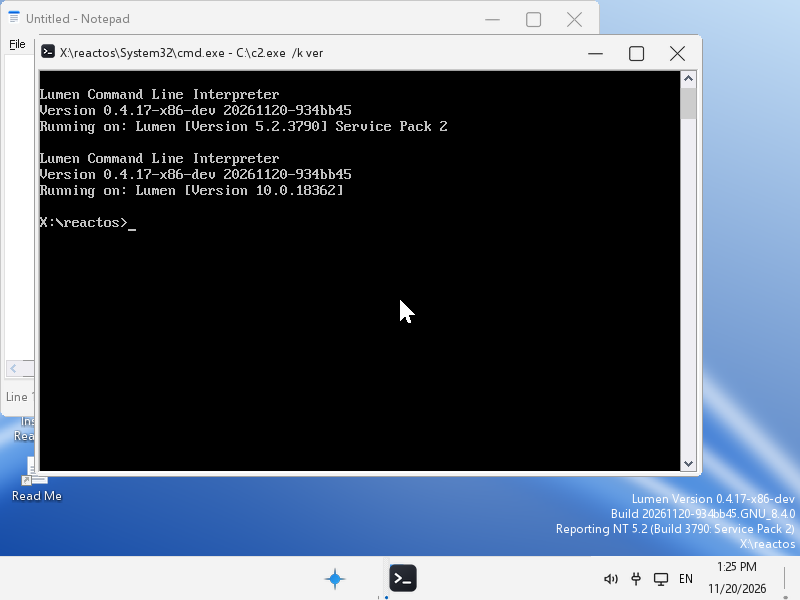 Untitled - Notepad
File
X:\reactos\System32\cmd.exe - C:\c2.exe /k ver
Lumen Command Line Interpreter
Version 0.4.17-x86-dev 20261120-934bb45
Running on: Lumen [Version 5.2.3790] Service Pack 2
Lumen Command Line Interpreter
Version 0.4.17-x86-dev 20261120-934bb45
Running on: Lumen [Version 10.0.18362]
X:\reactos>_
Line
Read Me
Lumen Version 0.4.17-x86-dev
Build 20261120-934bb45.GNU_8.4.0
Reporting NT 5.2 (Build 3790: Service Pack 2)
X:\reactos
EN
1:25 PM
11/20/2026